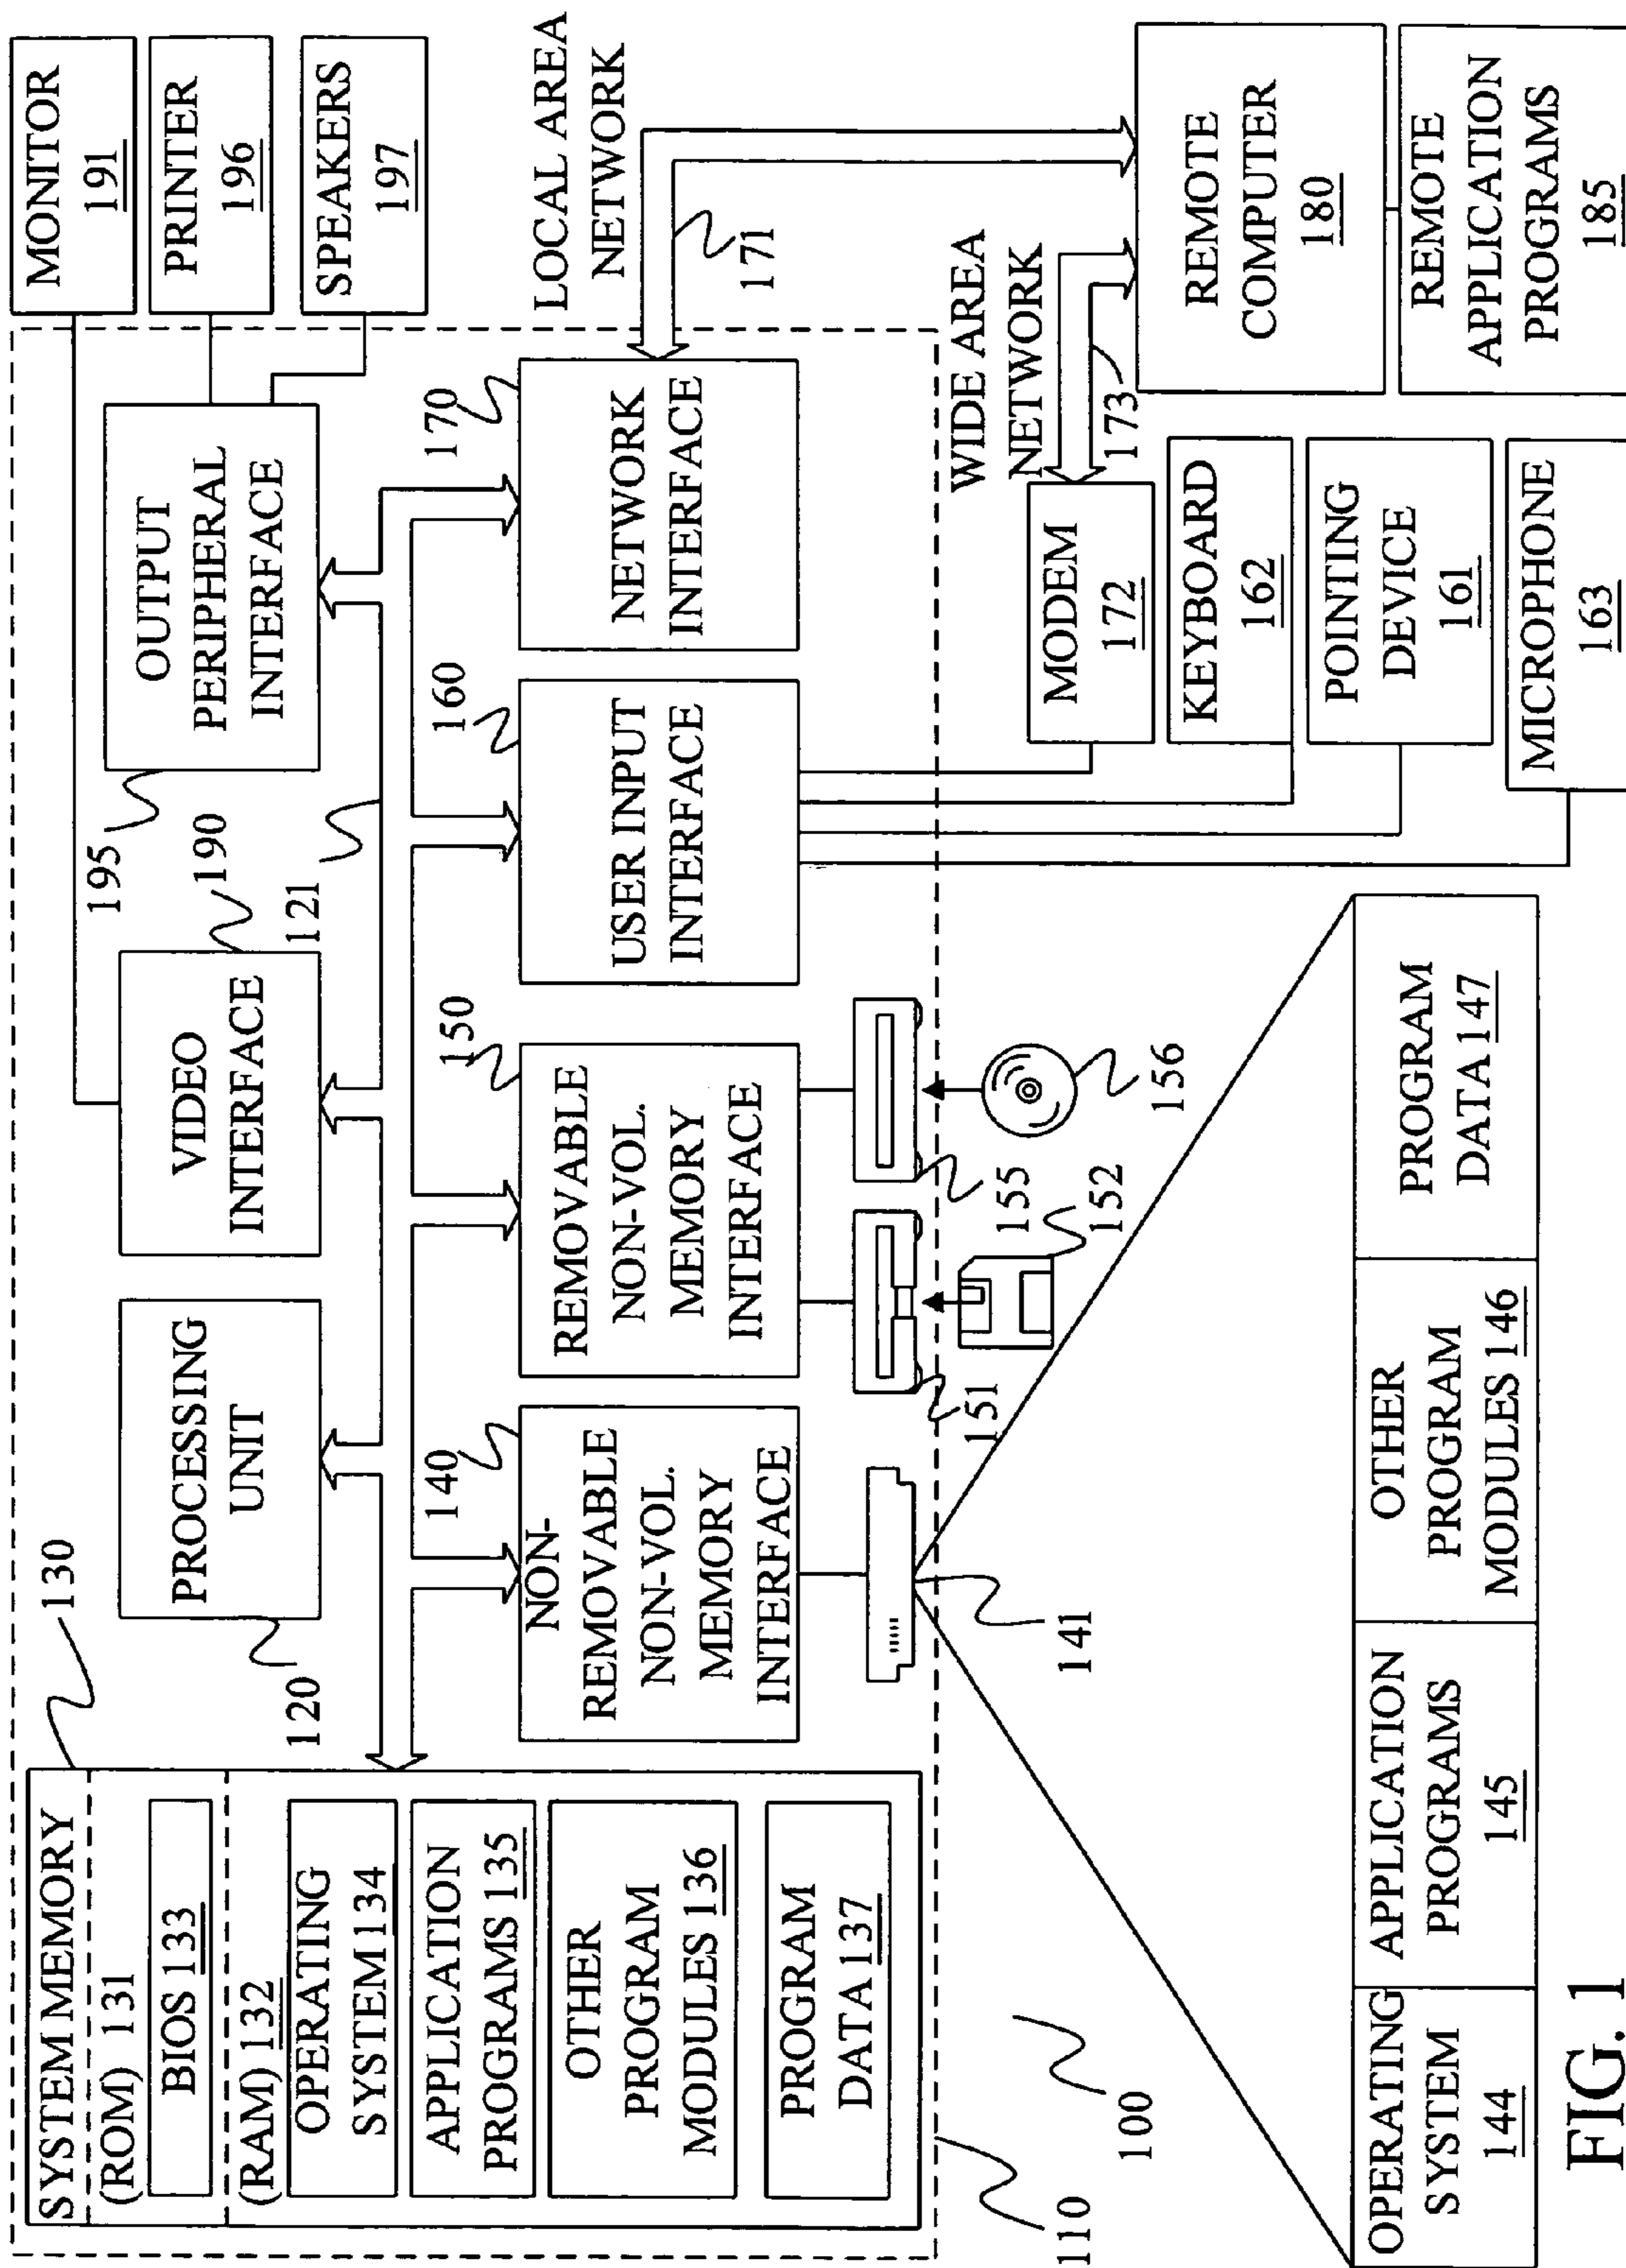 SYSTEM MEMORY
(ROM) 131
BIOS 133
(RAM) 132
OPERATING
SYSTEM 134
APPLICATION
PROGRAMS 135
OTHER
PROGRAM
MODULES 136
PROGRAM
DATA 137
130
PROCESSING
UNIT
120
VIDEO
INTERFACE
190
121
OUTPUT
PERIPHERAL
INTERFACE
195
MONITOR
191
PRINTER
196
SPEAKERS
197
NON-
REMOVABLE
NON-VOL.
MEMORY
INTERFACE
140
REMOVABLE
NON-VOL.
MEMORY
INTERFACE
150
USER INPUT
INTERFACE
160
NETWORK
INTERFACE
170
LOCAL AREA
NETWORK
171
WIDE AREA
NETWORK
173
141
151
152
155
156
MODEM
172
KEYBOARD
162
POINTING
DEVICE
161
MICROPHONE
163
REMOTE
COMPUTER
180
REMOTE
APPLICATION
PROGRAMS
185
110
100
OPERATING
SYSTEM
144
APPLICATION
PROGRAMS
145
OTHER
PROGRAM
MODULES 146
PROGRAM
DATA 147
FIG. 1